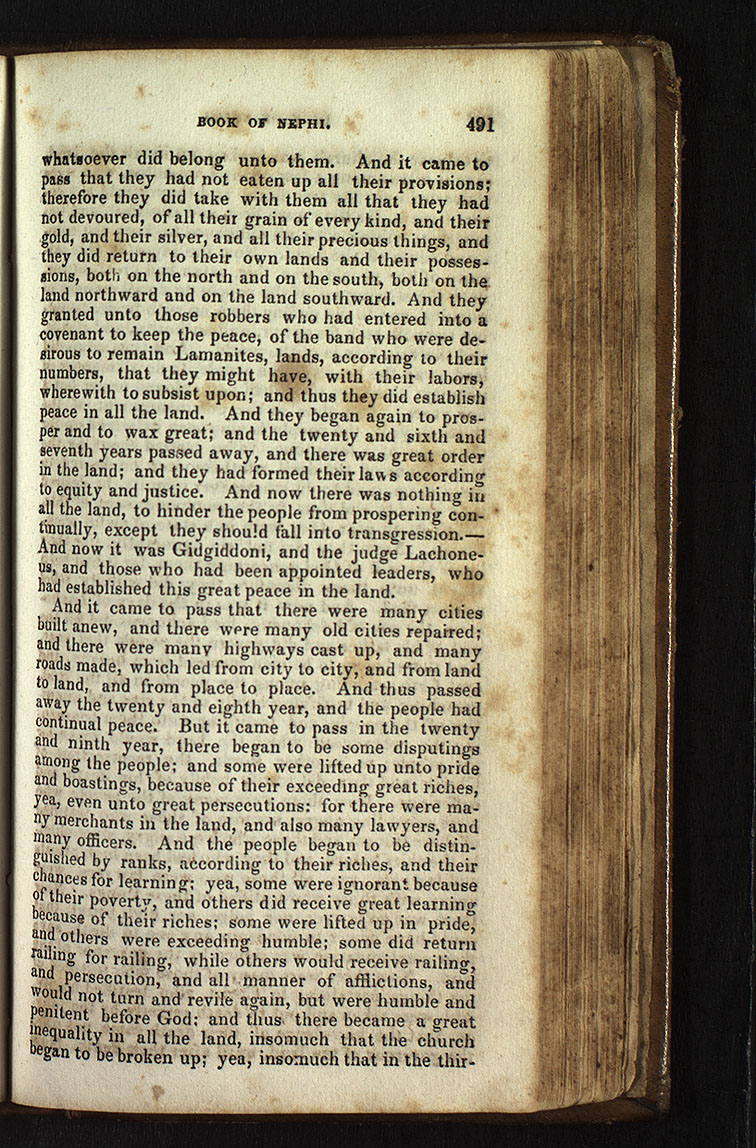 BOOK OF NEPHI. 491
whatsoever did belong unto them. And it came to
pass that they had not eaten up all their provisions;
therefore they did take with them all that they had
not devoured, of all their grain of every kind, and their
gold, and their silver, and all their precious things, and
they did return to their own lands and their posses-
sions, both on the north and on the south, both on the
land northward and on the land southward. And they
granted unto those robbers who had entered into a
covenant to keep the peace, of the band who were de-
sirous to remain Lamanites, lands, according to their
numbers, that they might have, with their labors,
wherewith to subsist upon; and thus they did establish
peace in all the land. And they began again to pros-
per and to wax great; and the twenty and sixth and
seventh years passed away, and there was great order
in the land; and they had formed their laws according
to equity and justice. And now there was nothing in
all the land, to hinder the people from prospering con-
tinually, except they should fall into transgression.—
And now it was Gidgiddoni, and the judge Lachone-
us, and those who had been appointed leaders, who
had established this great peace in the land.
And it came to pass that there were many cities
built anew, and there were many old cities repaired;
and there were many highways cast up, and many
roads made, which led from city to city, and from land
to land, and from place to place. And thus passed
away the twenty and eighth year, and the people had
continual peace. But it came to pass in the twenty
and ninth year, there began to be some disputings
among the people; and some were lifted up unto pride
and boastings, because of their exceeding great riches,
yea, even unto great persecutions: for there were ma-
ny merchants in the land, and also many lawyers, and
many officers. And the people began to be distin-
guished by ranks, according to their riches, and their
chances for learning; yea, some were ignorant because
of their poverty, and others did receive great learning
because of their riches; some were lifted up in pride,
and others were exceeding humble; some did return
railing for railing, while others would receive railing,
and persecution, and all manner of afflictions, and
would not turn and revile again, but were humble and
penitent before God; and thus there became a great
inequality in all the land, insomuch that the church
began to be broken up; yea, insomuch that in the thir-